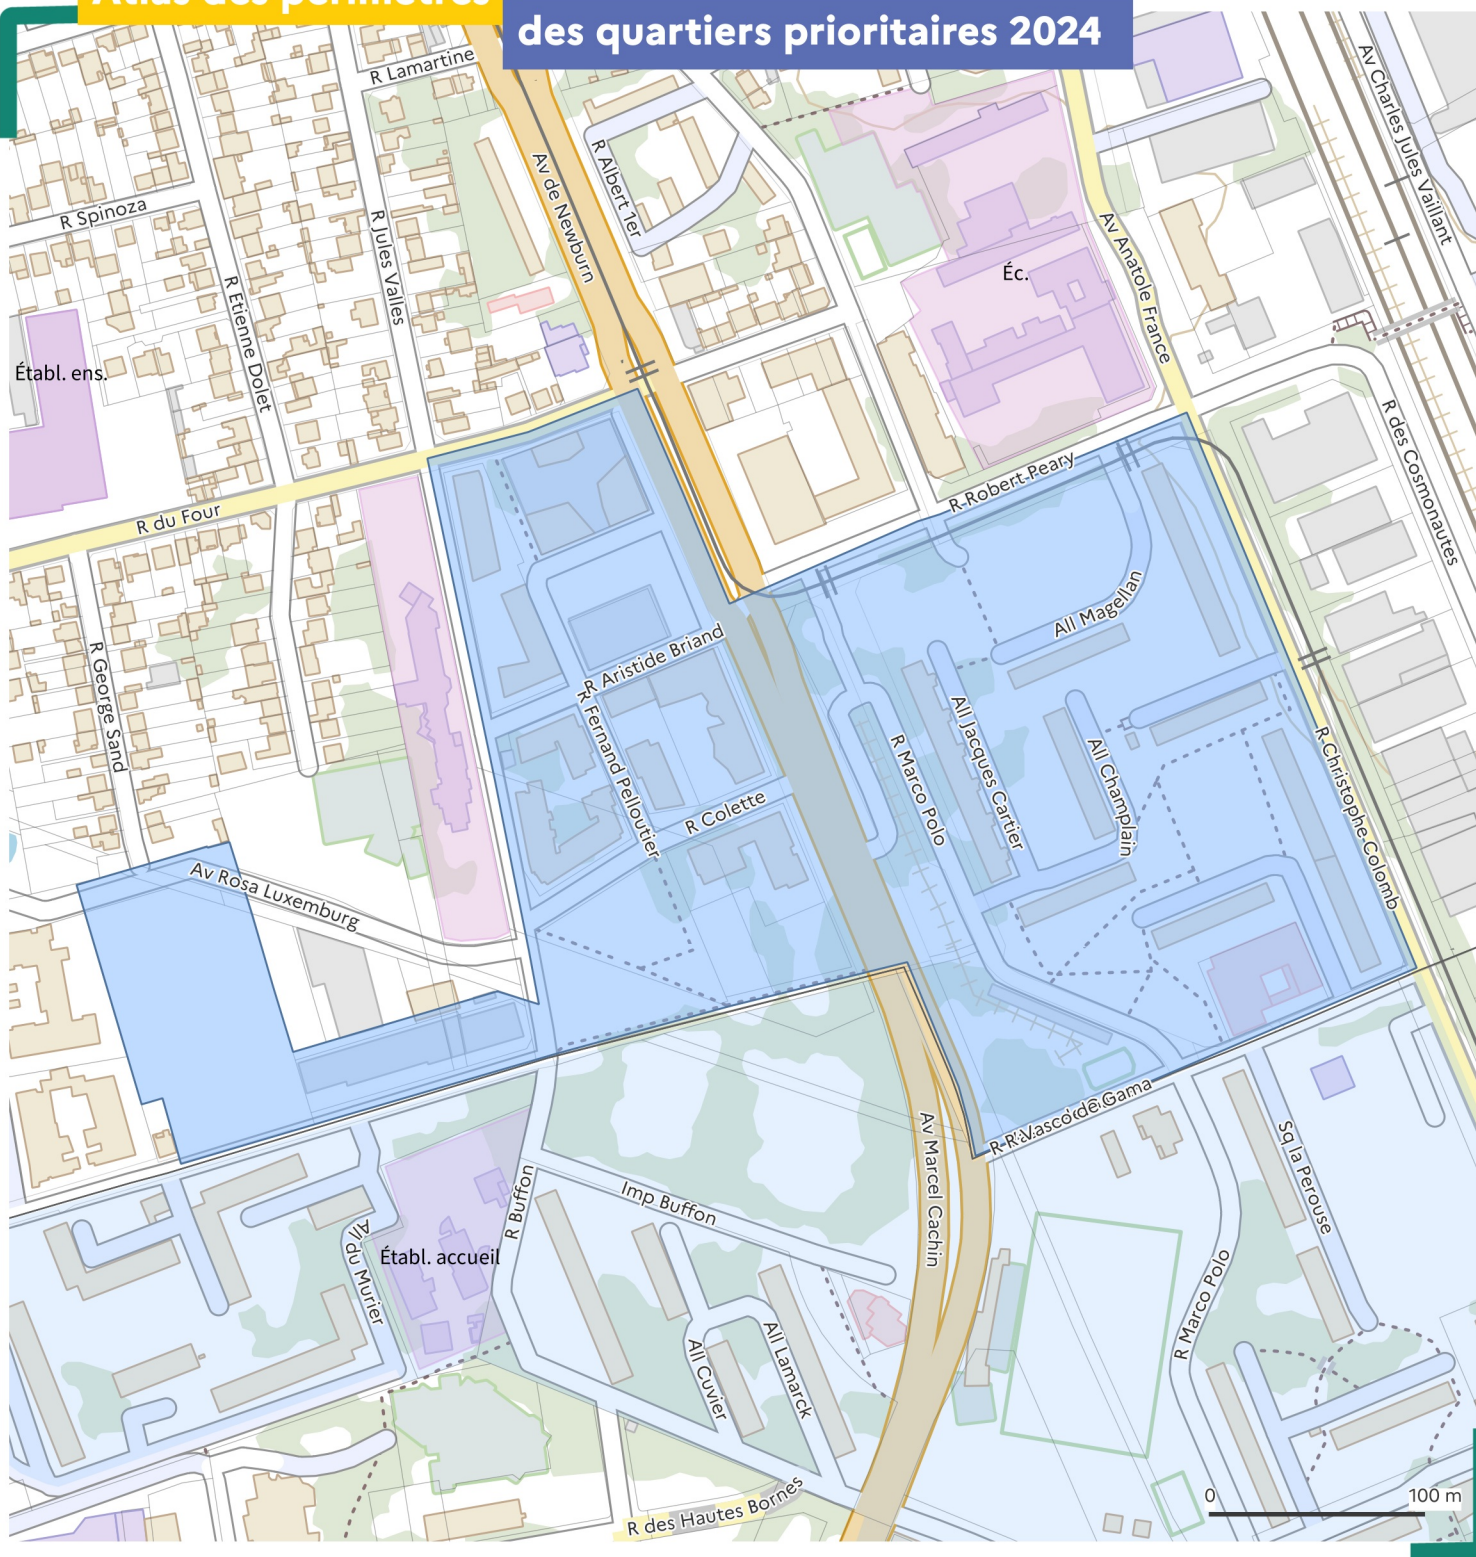 Atlas des périmètres
des quartiers prioritaires 2024
R Lamartine
Av Charles Jules Vaillant
R Albert 1er
Av de Newburn
R Spinoza
R Jules Valles
Av Anatole France
Éc.
R Etienne Dolet
Établ. ens.
R des Cosmonautes
R Robert Peary
R du Four
All Magellan
R Aristide Briand
R George Sand
R Fernand Pelloutier
All Jacques Cartier
R Marco Polo
All Champlain
R Christophe Colomb
R Colette
Av Rosa Luxemburg
R Vasco de Gama
Av Marcel Cachin
Sq la Perouse
R Buffon
Imp Buffon
All du Murier
Établ. accueil
R Marco Polo
All Cuvier
All Lamarck
R des Hautes Bornes
0 100 m